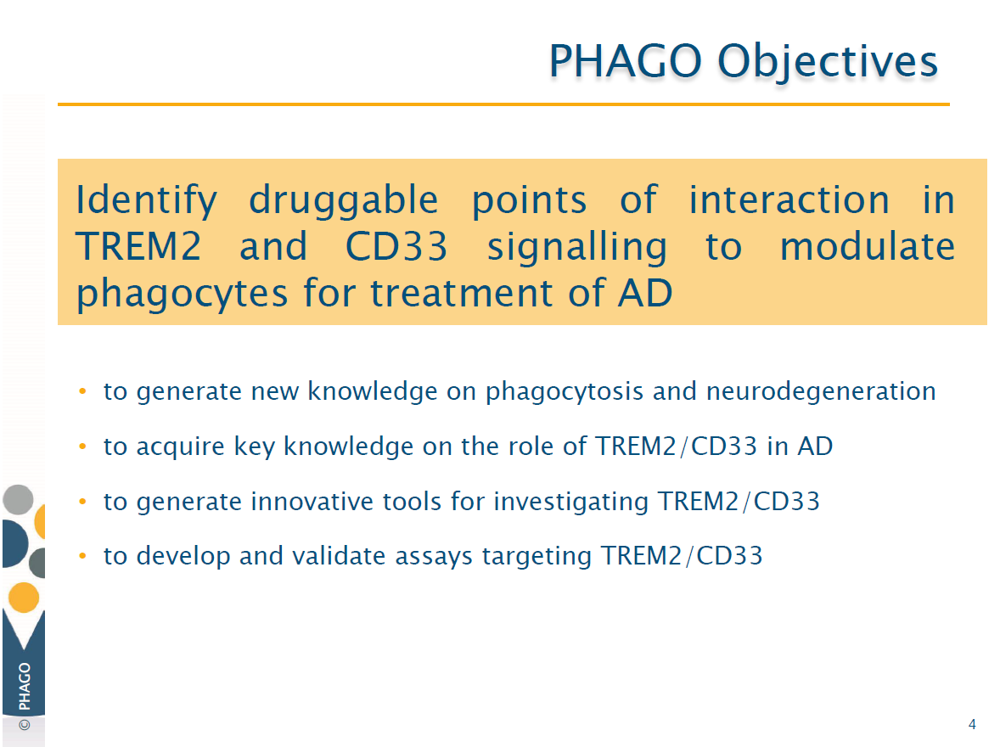 PHAGO Objectives
Identify druggable points of interaction in
TREM2 and CD33 signalling to modulate
phagocytes for treatment of AD
• to generate new knowledge on phagocytosis and neurodegeneration
• to acquire key knowledge on the role of TREM2/CD33 in AD
• to generate innovative tools for investigating TREM2/CD33
• to develop and validate assays targeting TREM2/CD33
© PHAGO
4